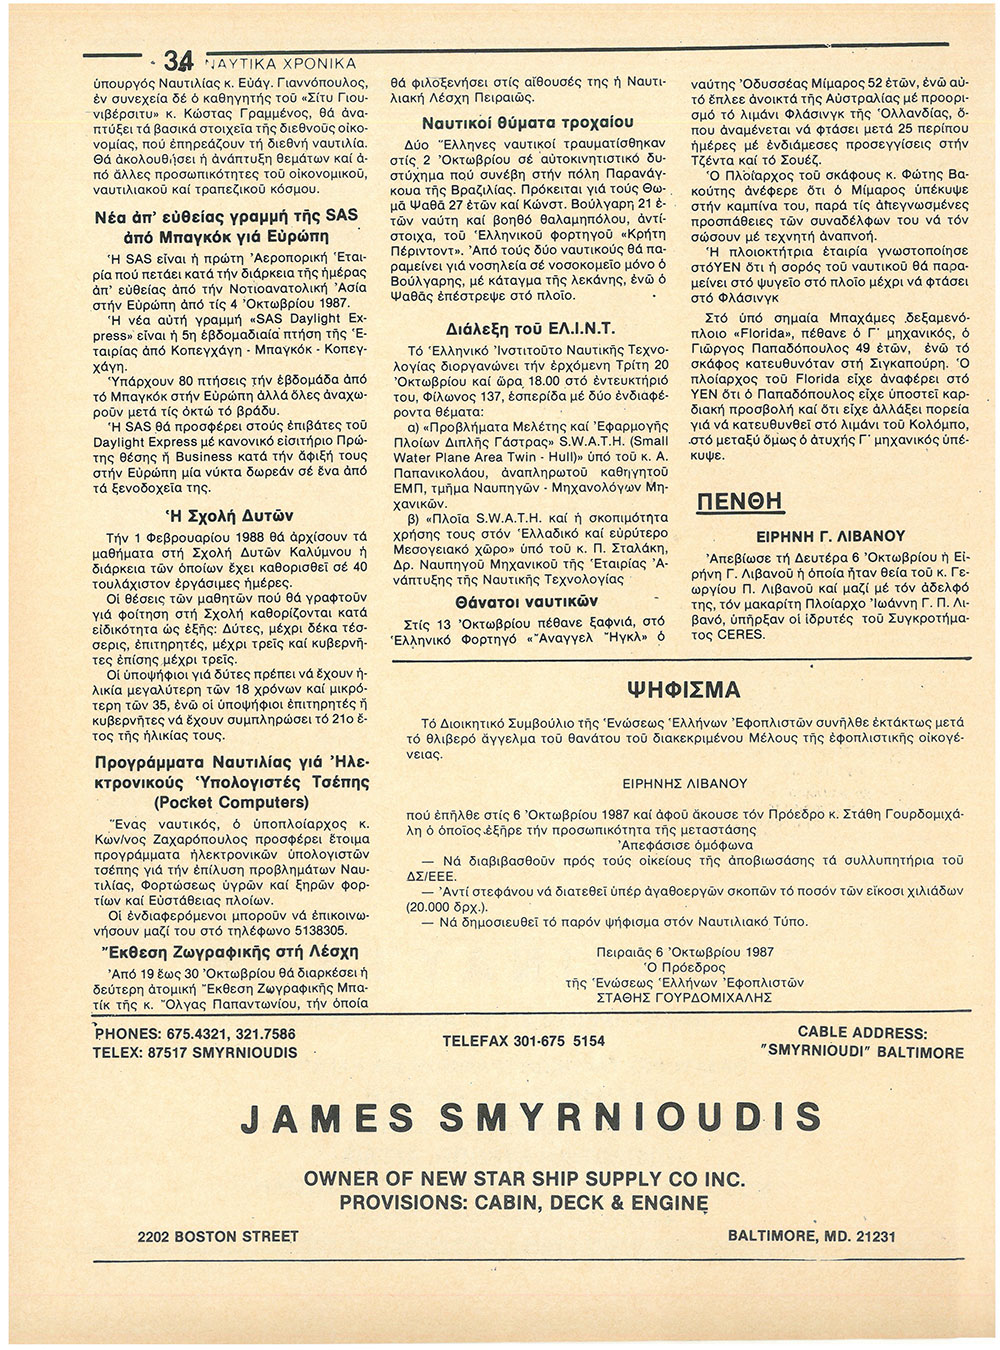 34 ΝΑΥΤΙΚΑ ΧΡΟΝΙΚΑ
ὑπουργός Ναυτιλίας κ. Εὐάγ. Γιαννόπουλος,
ἐν συνεχεία δέ ὁ καθηγητής τοῦ «Σίτυ Γιου-
νιβέρσιτυ» κ. Κώστας Γραμμένος, θά ἀνα-
πτύξει τά βασικά στοιχεῖα τῆς διεθνοῦς οἰκο-
νομίας, πού ἐπηρεάζουν τή διεθνή ναυτιλία.
Θά ἀκολουθήσει ἡ ἀνάπτυξη θεμάτων καί ἀ-
πό ἄλλες προσωπικότητες τοῦ οἰκονομικοῦ,
ναυτιλιακοῦ καί τραπεζικοῦ κόσμου.
Νέα ἀπ' εὐθείας γραμμή τῆς SAS
ἀπό Μπαγκόκ γιά Εὐρώπη
Ἡ SAS εἶναι ἡ πρώτη Ἀεροπορική Ἑται-
ρία πού πετάει κατά τήν διάρκεια τῆς ἡμέρας
ἀπ' εὐθείας ἀπό τήν Νοτιοανατολική Ἀσία
στήν Εὐρώπη ἀπό τίς 4 Ὀκτωβρίου 1987.
Ἡ νέα αὐτή γραμμή «SAS Daylight Ex-
press» εἶναι ἡ 5η ἑβδομαδιαία πτήση τῆς Ἑ-
ταιρίας ἀπό Κοπεγχάγη - Μπαγκόκ - Κοπεγ-
χάγη.
Ὑπάρχουν 80 πτήσεις τήν ἑβδομάδα ἀπό
τό Μπαγκόκ στήν Εὐρώπη ἀλλά ὅλες ἀναχω-
ροῦν μετά τίς ὀκτώ τό βράδυ.
Ἡ SAS θά προσφέρει στούς ἐπιβάτες τοῦ
Daylight Express μέ κανονικό εἰσιτήριο Πρώ-
της θέσης ἤ Business κατά τήν ἄφιξή τους
στήν Εὐρώπη μία νύκτα δωρεάν σέ ἕνα ἀπό
τά ξενοδοχεῖα της.
Ἡ Σχολή Δυτῶν
Τήν 1 Φεβρουαρίου 1988 θά ἀρχίσουν τά
μαθήματα στή Σχολή Δυτῶν Καλύμνου ἡ
διάρκεια τῶν ὁποίων ἔχει καθορισθεῖ σέ 40
τουλάχιστον ἐργάσιμες ἡμέρες.
Οἱ θέσεις τῶν μαθητῶν πού θά γραφτοῦν
γιά φοίτηση στή Σχολή καθορίζονται κατά
εἰδικότητα ὡς ἑξῆς: Δύτες, μέχρι δέκα τέσ-
σερις, ἐπιτηρητές, μέχρι τρεῖς καί κυβερνῆ-
τες ἐπίσης μέχρι τρεῖς.
Οἱ ὑποψήφιοι γιά δύτες πρέπει νά ἔχουν ἡ-
λικία μεγαλύτερη τῶν 18 χρόνων καί μικρό-
τερη τῶν 35, ἐνῶ οἱ ὑποψήφιοι ἐπιτηρητές ἤ
κυβερνῆτες νά ἔχουν συμπληρώσει τό 21ο ἔ-
τος τῆς ἡλικίας τους.
Προγράμματα Ναυτιλίας γιά Ἠλε-
κτρονικούς Ὑπολογιστές Τσέπης
(Pocket Computers)
Ἕνας ναυτικός, ὁ ὑποπλοίαρχος κ.
Κων/νος Ζαχαρόπουλος προσφέρει ἕτοιμα
προγράμματα ἠλεκτρονικῶν ὑπολογιστῶν
τσέπης γιά τήν ἐπίλυση προβλημάτων Ναυ-
τιλίας, Φορτώσεως ὑγρῶν καί ξηρῶν φορ-
τίων καί Εὐστάθειας πλοίων.
Οἱ ἐνδιαφερόμενοι μποροῦν νά ἐπικοινω-
νήσουν μαζί του στό τηλέφωνο 5138305.
Ἔκθεση Ζωγραφικῆς στή Λέσχη
Ἀπό 19 ἕως 30 Ὀκτωβρίου θά διαρκέσει ἡ
δεύτερη ἀτομική Ἔκθεση Ζωγραφικῆς Μπα-
τίκ τῆς κ. Ὄλγας Παπαντωνίου, τήν ὁποία
θά φιλοξενήσει στίς αἴθουσές της ἡ Ναυτι-
λιακή Λέσχη Πειραιῶς.
Ναυτικοί θύματα τροχαίου
Δύο Ἕλληνες ναυτικοί τραυματίσθηκαν
στίς 2 Ὀκτωβρίου σέ αὐτοκινητιστικό δυ-
στύχημα πού συνέβη στήν πόλη Παρανάγ-
κουα τῆς Βραζιλίας. Πρόκειται γιά τούς Θω-
μᾶ Ψαθᾶ 27 ἐτῶν καί Κώνστ. Βούλγαρη 21 ἐ-
τῶν ναύτη καί βοηθό θαλαμηπόλου, ἀντί-
στοιχα, τοῦ Ἑλληνικοῦ φορτηγοῦ «Κρήτη
Πέριντοντ». Ἀπό τούς δύο ναυτικούς θά πα-
ραμείνει γιά νοσηλεία σέ νοσοκομεῖο μόνο ὁ
Βούλγαρης, μέ κάταγμα τῆς λεκάνης, ἐνῶ ὁ
Ψαθᾶς ἐπέστρεψε στό πλοῖο.
Διάλεξη τοῦ ΕΛ.Ι.Ν.Τ.
Τό Ἑλληνικό Ἰνστιτοῦτο Ναυτικῆς Τεχνο-
λογίας διοργανώνει τήν ἐρχόμενη Τρίτη 20
Ὀκτωβρίου καί ὥρα 18.00 στό ἐντευκτήριό
του, Φίλωνος 137, ἑσπερίδα μέ δύο ἐνδιαφέ-
ροντα θέματα:
α) «Προβλήματα Μελέτης καί Ἐφαρμογῆς
Πλοίων Διπλῆς Γάστρας» S.W.A.T.H. (Small
Water Plane Area Twin - Hull)» ὑπό τοῦ κ. Α.
Παπανικολάου, ἀναπληρωτοῦ καθηγητοῦ
ΕΜΠ, τμῆμα Ναυπηγῶν - Μηχανολόγων Μη-
χανικῶν.
β) «Πλοῖα S.W.A.T.H. καί ἡ σκοπιμότητα
χρήσης τους στόν Ἑλλαδικό καί εὐρύτερο
Μεσογειακό χῶρο» ὑπό τοῦ κ. Π. Σταλάκη,
Δρ. Ναυπηγοῦ Μηχανικοῦ τῆς Ἑταιρίας Ἀ-
νάπτυξης τῆς Ναυτικῆς Τεχνολογίας
Θάνατοι ναυτικῶν
Στίς 13 Ὀκτωβρίου πέθανε ξαφνιά, στό
Ἑλληνικό Φορτηγό «Ἄναγγελ Ἤγκλ» ὁ
ναύτης Ὀδυσσέας Μίμαρος 52 ἐτῶν, ἐνῶ αὐ-
τό ἔπλεε ἀνοικτά τῆς Αὐστραλίας μέ προορι-
σμό τό λιμάνι Φλάσινγκ τῆς Ὁλλανδίας, ὅ-
που ἀναμένεται νά φτάσει μετά 25 περίπου
ἡμέρες μέ ἐνδιάμεσες προσεγγίσεις στήν
Τζέντα καί τό Σουέζ.
Ὁ Πλοίαρχος τοῦ σκάφους κ. Φώτης Βα-
κούτης ἀνέφερε ὅτι ὁ Μίμαρος ὑπέκυψε
στήν καμπίνα του, παρά τίς ἀπεγνωσμένες
προσπάθειες τῶν συναδέλφων του νά τόν
σώσουν μέ τεχνητή ἀναπνοή.
Ἡ πλοιοκτήτρια ἑταιρία γνωστοποίησε
στόΥΕΝ ὅτι ἡ σορός τοῦ ναυτικοῦ θά παρα-
μείνει στό ψυγεῖο στό πλοῖο μέχρι νά φτάσει
στό Φλάσινγκ
Στό ὑπό σημαία Μπαχάμες δεξαμενό-
πλοιο «Florida», πέθανε ὁ Γ΄ μηχανικός, ὁ
Γιῶργος Παπαδόπουλος 49 ἐτῶν, ἐνῶ τό
σκάφος κατευθυνόταν στή Σιγκαπούρη. Ὁ
πλοίαρχος τοῦ Florida εἶχε ἀναφέρει στό
ΥΕΝ ὅτι ὁ Παπαδόπουλος εἶχε ὑποστεῖ καρ-
διακή προσβολή καί ὅτι εἶχε ἀλλάξει πορεία
γιά νά κατευθυνθεῖ στό λιμάνι τοῦ Κολόμπο,
στό μεταξύ ὅμως ὁ ἀτυχής Γ΄ μηχανικός ὑπέ-
κυψε.
ΠΕΝΘΗ
ΕΙΡΗΝΗ Γ. ΛΙΒΑΝΟΥ
Ἀπεβίωσε τή Δευτέρα 6 Ὀκτωβρίου ἡ Εἰ-
ρήνη Γ. Λιβανοῦ ἡ ὁποία ἦταν θεία τοῦ κ. Γε-
ωργίου Π. Λιβανοῦ καί μαζί μέ τόν ἀδελφό
της, τόν μακαρίτη Πλοίαρχο Ἰωάννη Γ. Π. Λι-
βανό, ὑπῆρξαν οἱ ἱδρυτές τοῦ Συγκροτήμα-
τος CERES.
ΨΗΦΙΣΜΑ
Τό Διοικητικό Συμβούλιο τῆς Ἑνώσεως Ἑλλήνων Ἐφοπλιστῶν συνῆλθε ἐκτάκτως μετά
τό θλιβερό ἄγγελμα τοῦ θανάτου τοῦ διακεκριμένου Μέλους τῆς ἐφοπλιστικῆς οἰκογέ-
νειας.
ΕΙΡΗΝΗΣ ΛΙΒΑΝΟΥ
πού ἐπῆλθε στίς 6 Ὀκτωβρίου 1987 καί ἀφοῦ ἄκουσε τόν Πρόεδρο κ. Στάθη Γουρδομιχά-
λη ὁ ὁποῖος ἐξῆρε τήν προσωπικότητα τῆς μεταστάσης
Ἀπεφάσισε ὁμόφωνα
— Νά διαβιβασθοῦν πρός τούς οἰκείους τῆς ἀποβιωσάσης τά συλλυπητήρια τοῦ
ΔΣ/ΕΕΕ.
— Ἀντί στεφάνου νά διατεθεῖ ὑπέρ ἀγαθοεργῶν σκοπῶν τό ποσόν τῶν εἴκοσι χιλιάδων
(20.000 δρχ.).
— Νά δημοσιευθεῖ τό παρόν ψήφισμα στόν Ναυτιλιακό Τύπο.
Πειραιᾶς 6 Ὀκτωβρίου 1987
Ὁ Πρόεδρος
τῆς Ἑνώσεως Ἑλλήνων Ἐφοπλιστῶν
ΣΤΑΘΗΣ ΓΟΥΡΔΟΜΙΧΑΛΗΣ
PHONES: 675.4321, 321.7586
TELEX: 87517 SMYRNIOUDIS
TELEFAX 301-675 5154
CABLE ADDRESS:
"SMYRNIOUDI" BALTIMORE
JAMES SMYRNIOUDIS
OWNER OF NEW STAR SHIP SUPPLY CO INC.
PROVISIONS: CABIN, DECK & ENGINE
2202 BOSTON STREET
BALTIMORE, MD. 21231